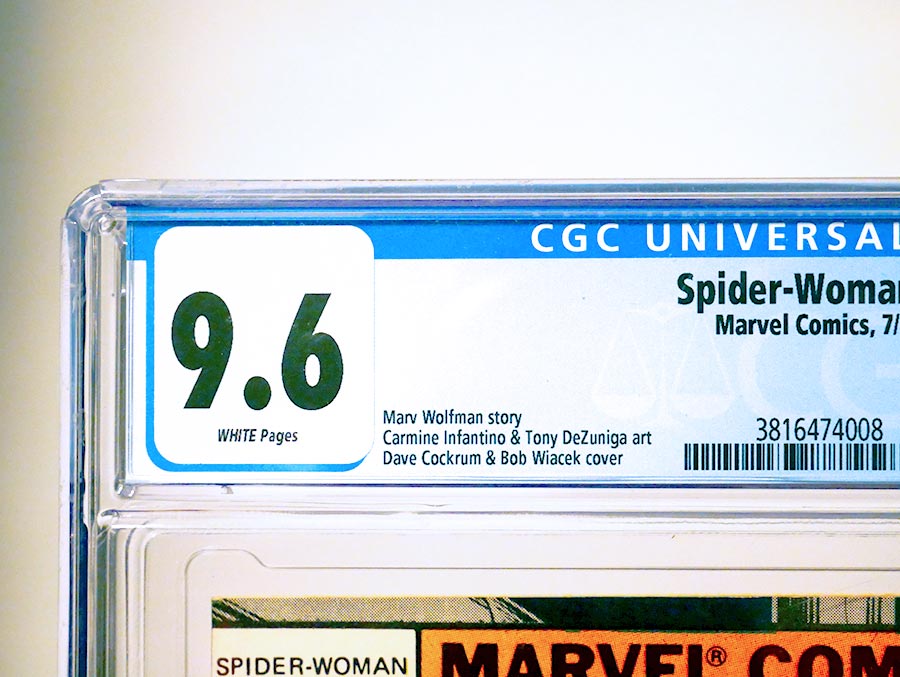 CGC UNIVERSAL
Spider-Woman
Marvel Comics, 7/
9.6
WHITE Pages
Marv Wolfman story
Carmine Infantino & Tony DeZuniga art
Dave Cockrum & Bob Wiacek cover
3816474008
SPIDER-WOMAN
MARVEL® COM